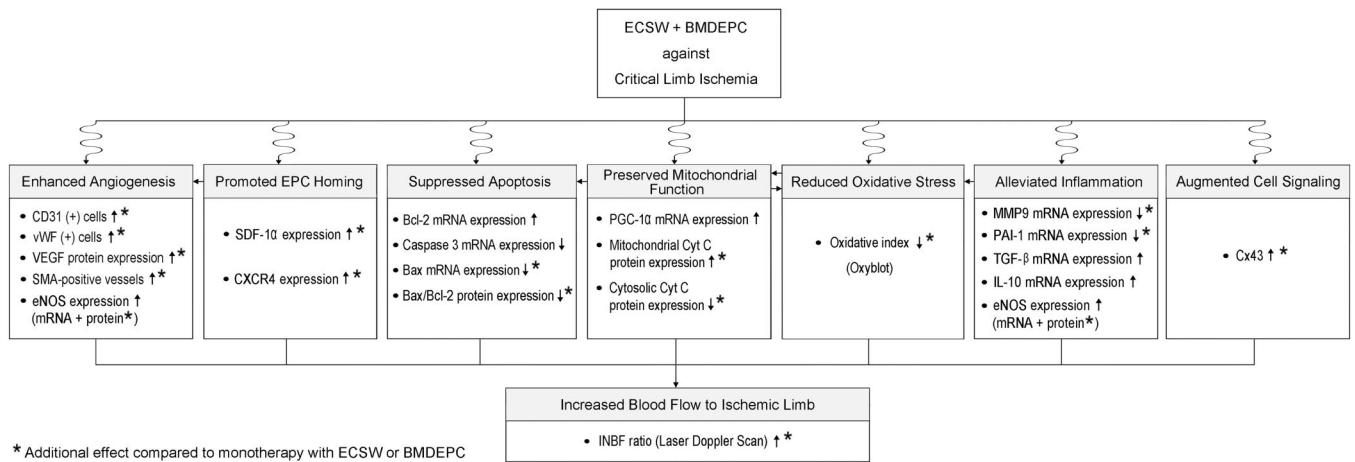 ECSW + BMDEPC
against
Critical Limb Ischemia
Enhanced Angiogenesis
• CD31 (+) cells ↑*
• vWF (+) cells ↑*
• VEGF protein expression ↑*
• SMA-positive vessels ↑*
• eNOS expression ↑
(mRNA + protein*)
Promoted EPC Homing
• SDF-1α expression ↑*
• CXCR4 expression ↑*
Suppressed Apoptosis
• Bcl-2 mRNA expression ↑
• Caspase 3 mRNA expression ↓
• Bax mRNA expression ↓*
• Bax/Bcl-2 protein expression ↓*
Preserved Mitochondrial
Function
• PGC-1α mRNA expression ↑
• Mitochondrial Cyt C
protein expression ↑*
• Cytosolic Cyt C
protein expression ↓*
Reduced Oxidative Stress
• Oxidative index ↓*
(Oxyblot)
Alleviated Inflammation
• MMP9 mRNA expression ↓*
• PAI-1 mRNA expression ↓*
• TGF-β mRNA expression ↑
• IL-10 mRNA expression ↑
• eNOS expression ↑
(mRNA + protein*)
Augmented Cell Signaling
• Cx43 ↑*
Increased Blood Flow to Ischemic Limb
• INBF ratio (Laser Doppler Scan) ↑*
* Additional effect compared to monotherapy with ECSW or BMDEPC